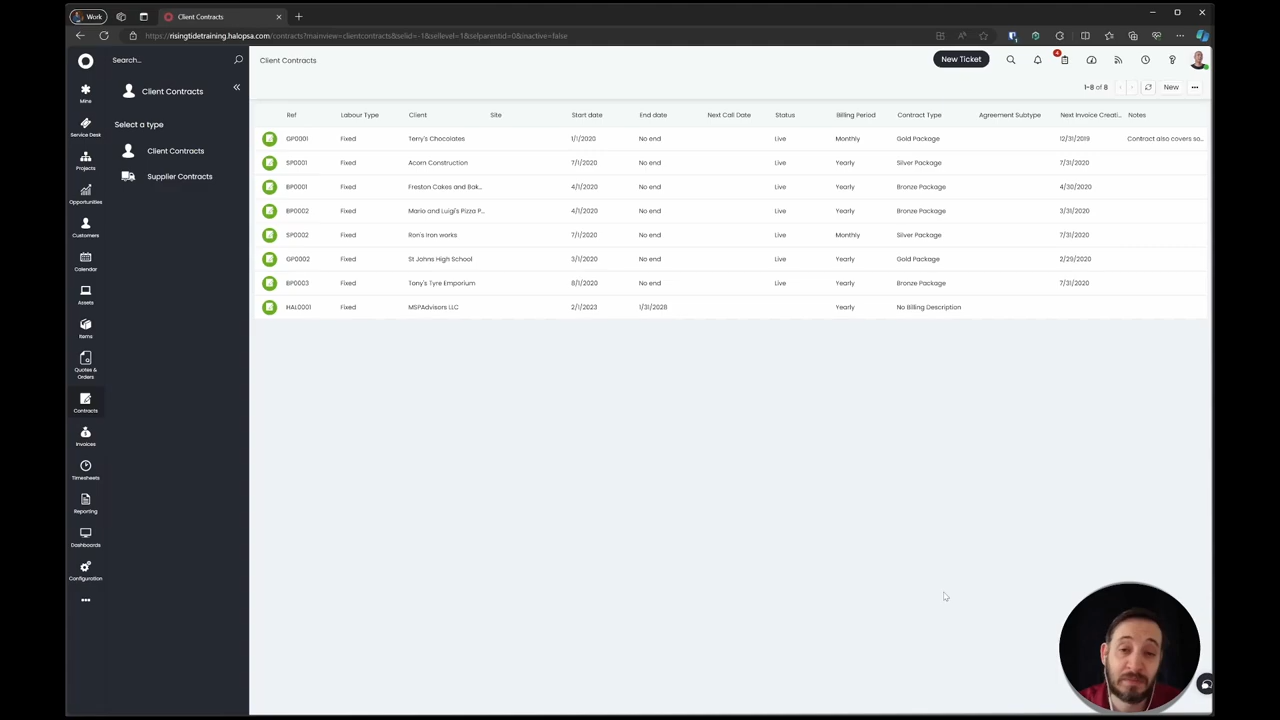 Work
Client Contracts
https://risingtidetraining.halopsa.com/contracts?mainview=clientcontracts&selid=-1&sellevel=1&selparentid=0&inactive=false
Search...
Client Contracts
New Ticket
4
Mine
Client Contracts
1-8 of 8
New
Service Desk
Select a type
Client Contracts
Supplier Contracts
Projects
Opportunities
Customers
Calendar
Assets
Items
Quotes &
Orders
Contracts
Invoices
Timesheets
Reporting
Dashboards
Configuration
Ref Labour Type Client Site Start date End date Next Call Date Status Billing Period Contract Type Agreement Subtype Next Invoice Creati... Notes
GP0001 Fixed Terry's Chocolates 1/1/2020 No end Live Monthly Gold Package 12/31/2019 Contract also covers so...
SP0001 Fixed Acorn Construction 7/1/2020 No end Live Yearly Silver Package 7/31/2020
BP0001 Fixed Freston Cakes and Bak... 4/1/2020 No end Live Yearly Bronze Package 4/30/2020
BP0002 Fixed Mario and Luigi's Pizza P... 4/1/2020 No end Live Yearly Bronze Package 3/31/2020
SP0002 Fixed Ron's Iron works 7/1/2020 No end Live Monthly Silver Package 7/31/2020
GP0002 Fixed St Johns High School 3/1/2020 No end Live Yearly Gold Package 2/29/2020
BP0003 Fixed Tony's Tyre Emporium 8/1/2020 No end Live Yearly Bronze Package 7/31/2020
HAL0001 Fixed MSPAdvisors LLC 2/1/2023 1/31/2028 Yearly No Billing Description